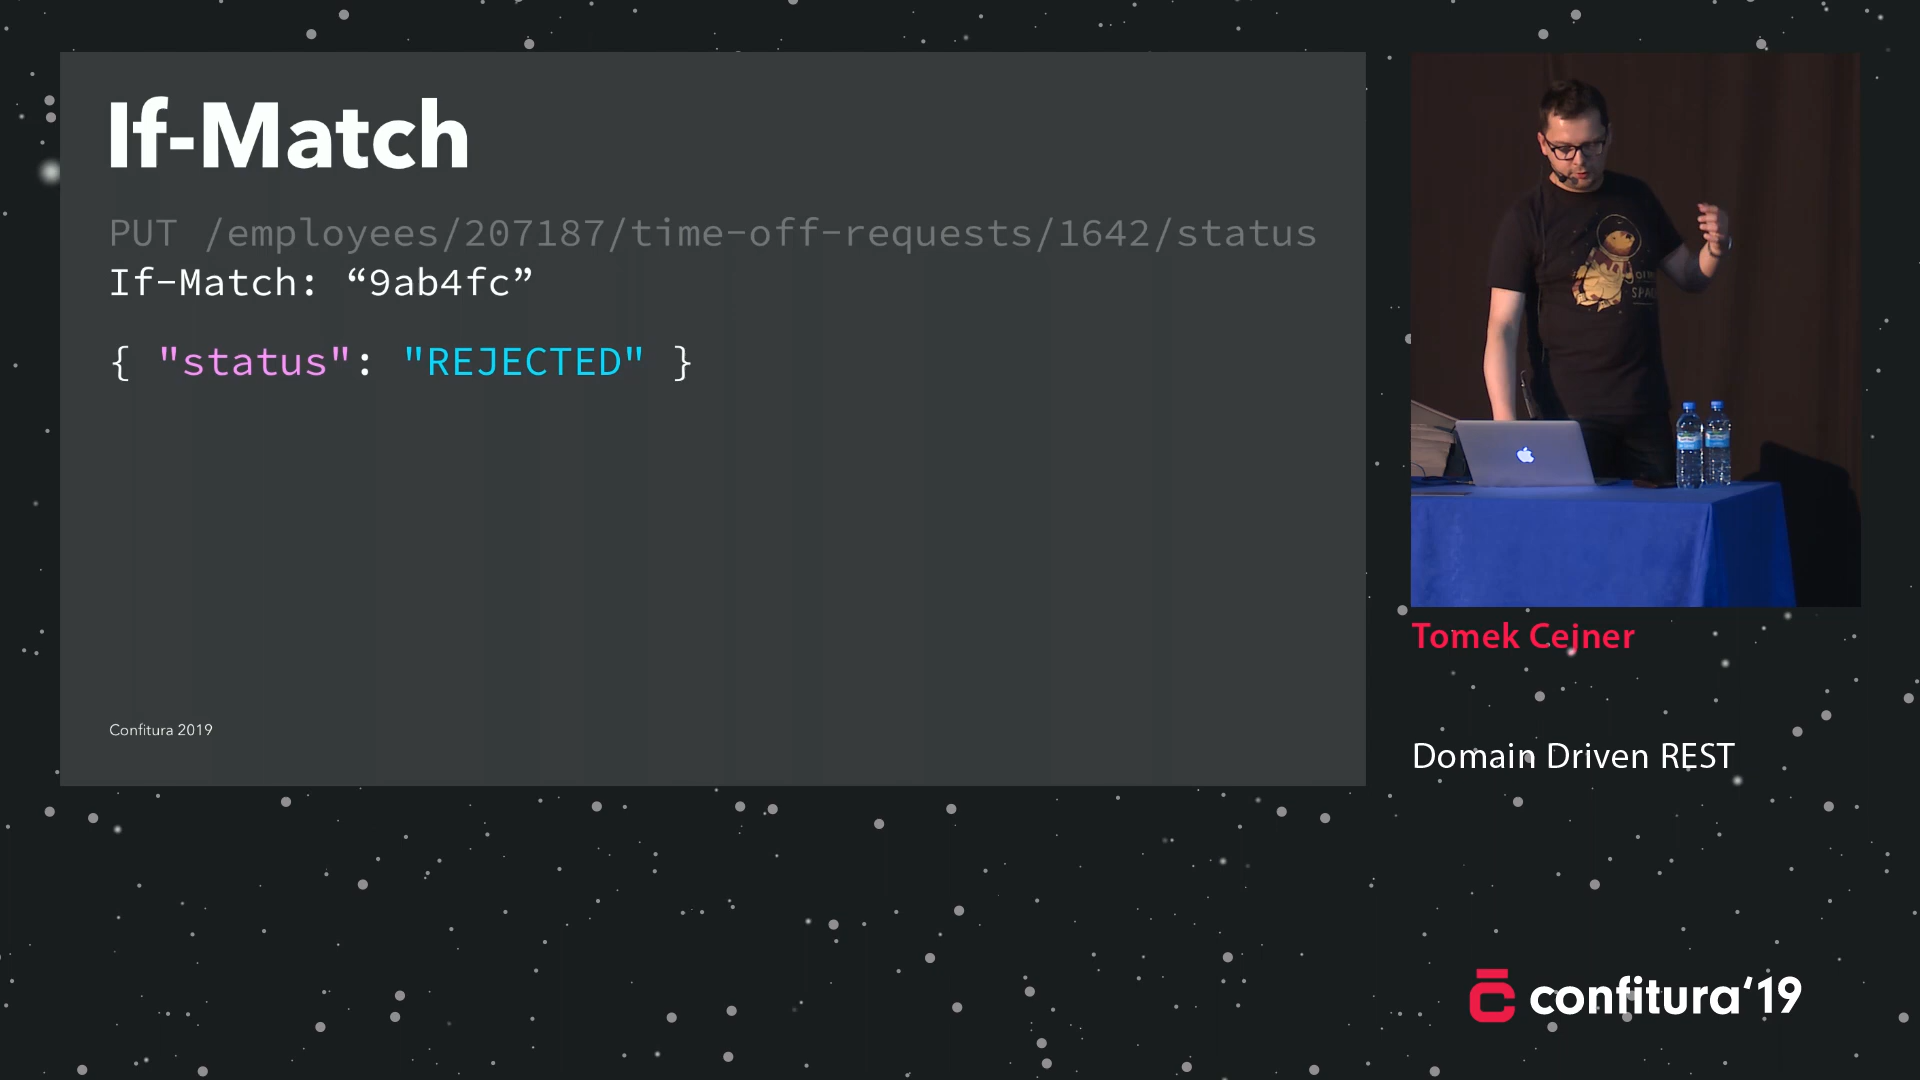 If-Match
PUT /employees/207187/time-off-requests/1642/status
If-Match: “9ab4fc”
{ "status": "REJECTED" }
Confitura 2019
Tomek Cejner
Domain Driven REST
confitura‘19